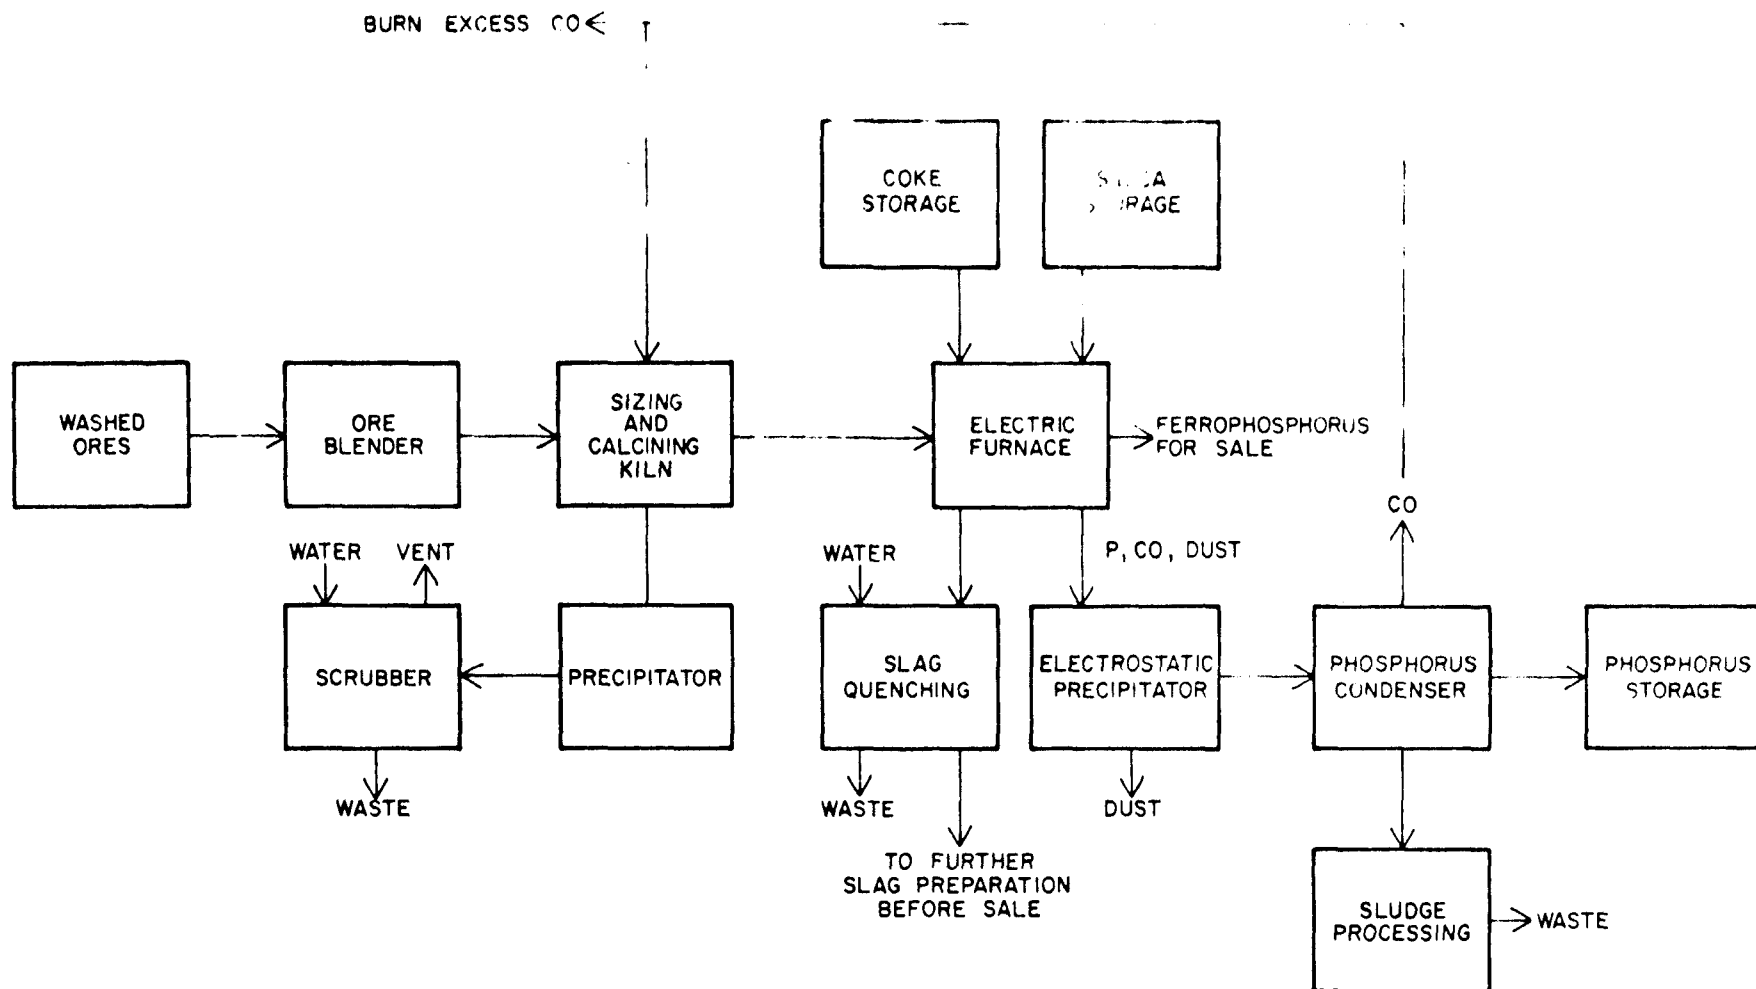 BURN EXCESS CO
COKE
STORAGE
STORAGE
WASHED
ORES
ORE
BLENDER
SIZING
AND
CALCINING
KILN
ELECTRIC
FURNACE
FERROPHOSPHORUS
FOR SALE
CO
WATER
VENT
WATER
P, CO, DUST
SCRUBBER
PRECIPITATOR
SLAG
QUENCHING
ELECTROSTATIC
PRECIPITATOR
PHOSPHORUS
CONDENSER
PHOSPHORUS
STORAGE
WASTE
WASTE
DUST
TO FURTHER
SLAG PREPARATION
BEFORE SALE
SLUDGE
PROCESSING
WASTE